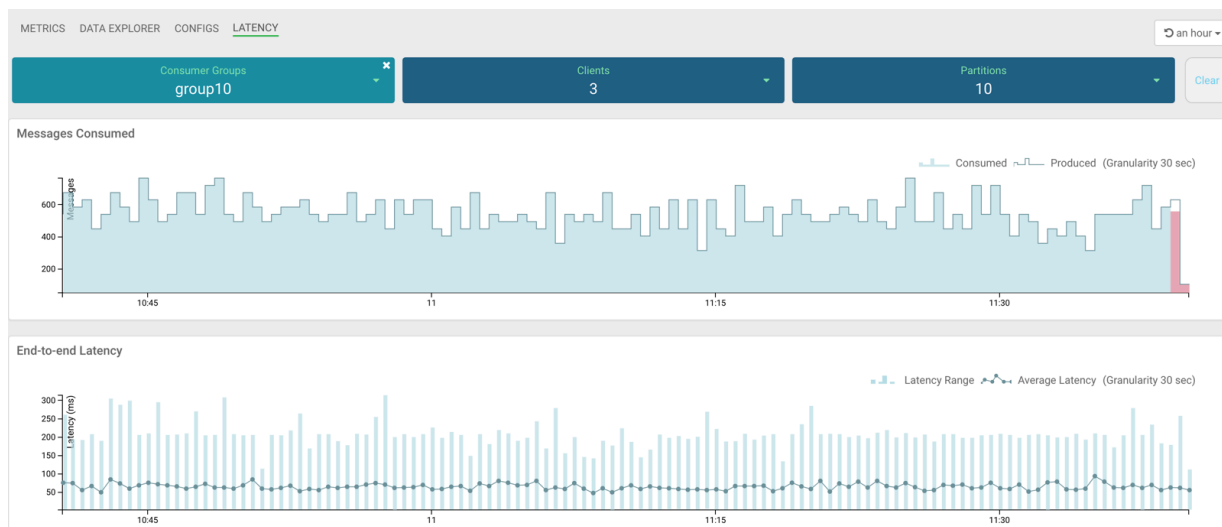 METRICS DATA EXPLORER CONFIGS LATENCY
an hour
Consumer Groups
group10
Clients
3
Partitions
10
Clear
Messages Consumed
Consumed Produced (Granularity 30 sec)
Messages
600
400
200
10:45 11 11:15 11:30
End-to-end Latency
Latency Range Average Latency (Granularity 30 sec)
Latency (ms)
300
250
200
150
100
50
10:45 11 11:15 11:30